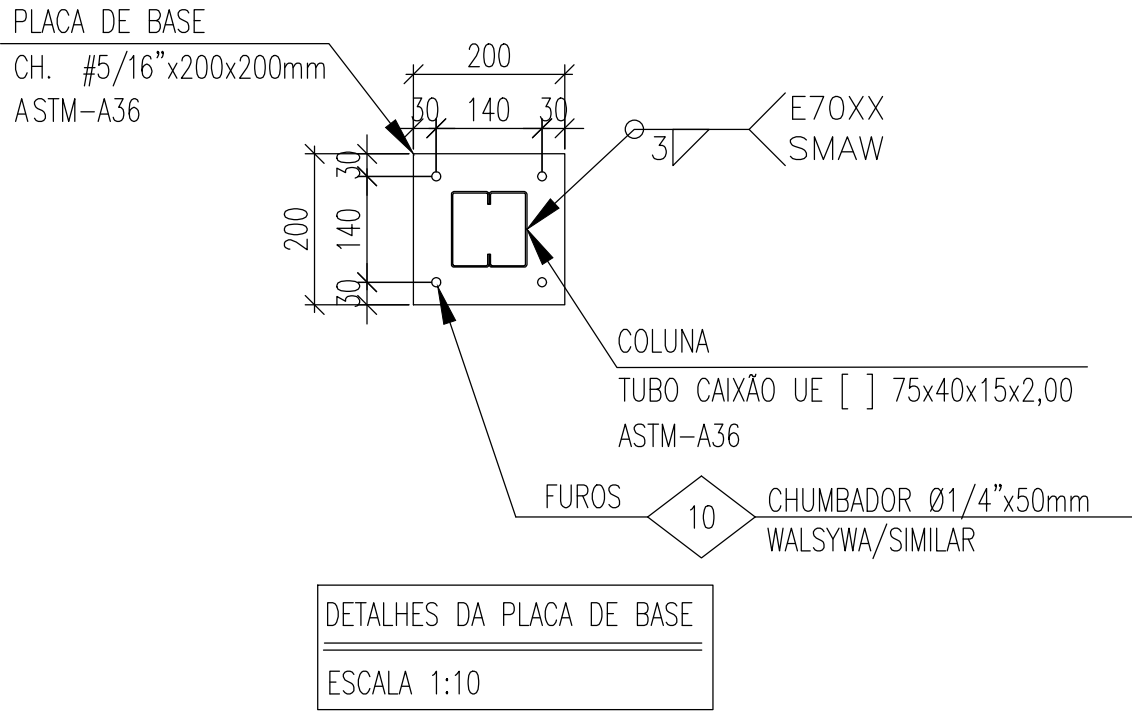 PLACA DE BASE
CH. #5/16"x200x200mm
ASTM-A36
200
30 140 30
E70XX
3
SMAW
30
140
30
200
COLUNA
TUBO CAIXÃO UE [ ] 75x40x15x2,00
ASTM-A36
FUROS 10 CHUMBADOR Ø1/4"x50mm
WALSYWA/SIMILAR
DETALHES DA PLACA DE BASE
ESCALA 1:10